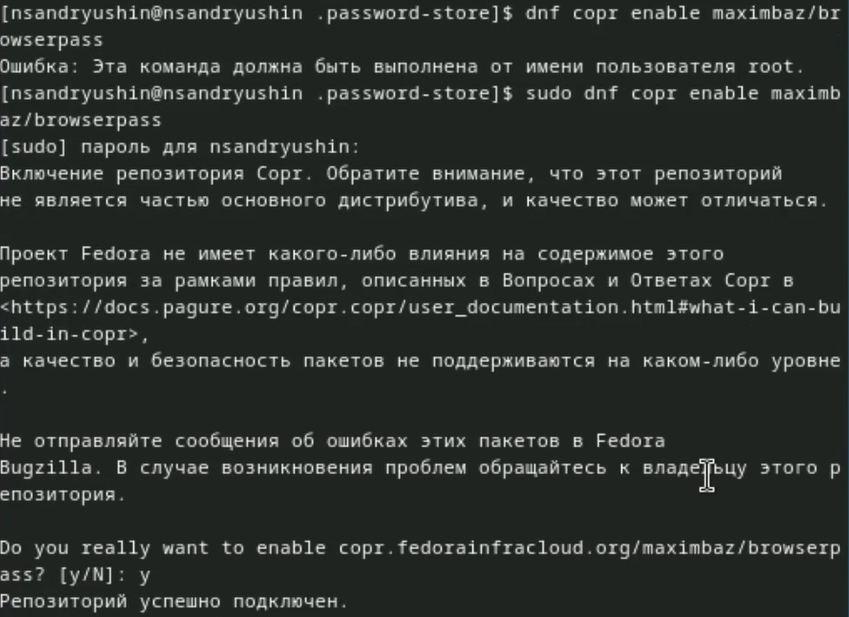 [nsandryushin@nsandryushin .password-store]$ dnf copr enable maximbaz/br
owserpass
Ошибка: Эта команда должна быть выполнена от имени пользователя root.
[nsandryushin@nsandryushin .password-store]$ sudo dnf copr enable maximb
az/browserpass
[sudo] пароль для nsandryushin:
Включение репозитория Copr. Обратите внимание, что этот репозиторий
не является частью основного дистрибутива, и качество может отличаться.
Проект Fedora не имеет какого-либо влияния на содержимое этого
репозитория за рамками правил, описанных в Вопросах и Ответах Copr в
<https://docs.pagure.org/copr.copr/user_documentation.html#what-i-can-bu
ild-in-copr>,
а качество и безопасность пакетов не поддерживаются на каком-либо уровне
.
Не отправляйте сообщения об ошибках этих пакетов в Fedora
Bugzilla. В случае возникновения проблем обращайтесь к владельцу этого р
епозитория.
Do you really want to enable copr.fedorainfracloud.org/maximbaz/browserp
ass? [y/N]: y
Репозиторий успешно подключен.